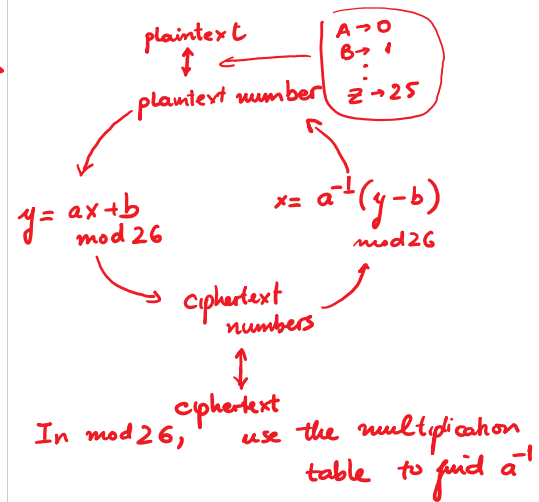 plaintext
A → 0
B → 1
⋮
Z → 25
plaintext number
y = ax+b
mod 26
x = a⁻¹(y-b)
mod 26
ciphertext
numbers
ciphertext
In mod 26, use the multiplication
table to find a⁻¹